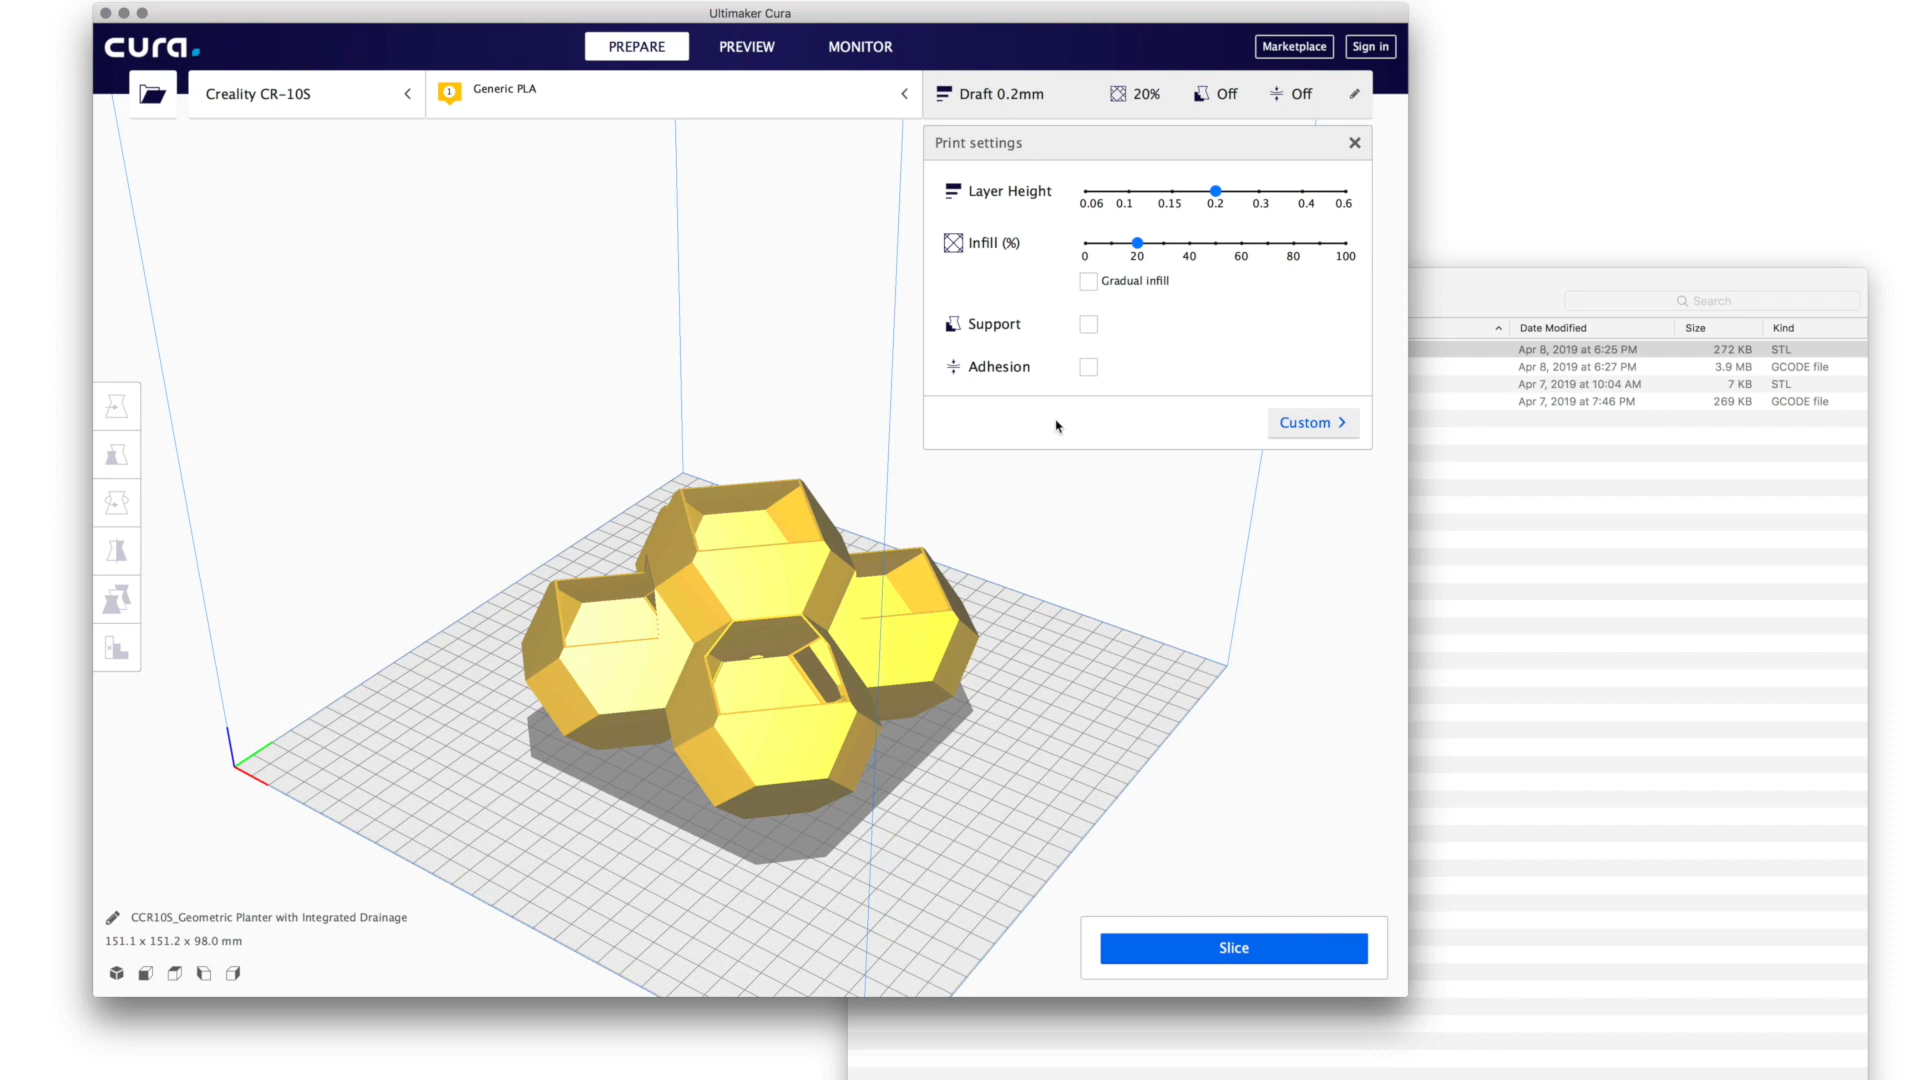 Ultimaker Cura
cura.
PREPARE PREVIEW MONITOR
Marketplace Sign in
Creality CR-10S
1 Generic PLA
Draft 0.2mm 20% Off Off
Print settings
Layer Height
0.06 0.1 0.15 0.2 0.3 0.4 0.6
Infill (%)
0 20 40 60 80 100
Gradual infill
Support
Adhesion
Custom
Search
Date Modified Size Kind
Apr 8, 2019 at 6:25 PM 272 KB STL
Apr 8, 2019 at 6:27 PM 3.9 MB GCODE file
Apr 7, 2019 at 10:04 AM 7 KB STL
Apr 7, 2019 at 7:46 PM 269 KB GCODE file
CCR10S_Geometric Planter with Integrated Drainage
151.1 x 151.2 x 98.0 mm
Slice